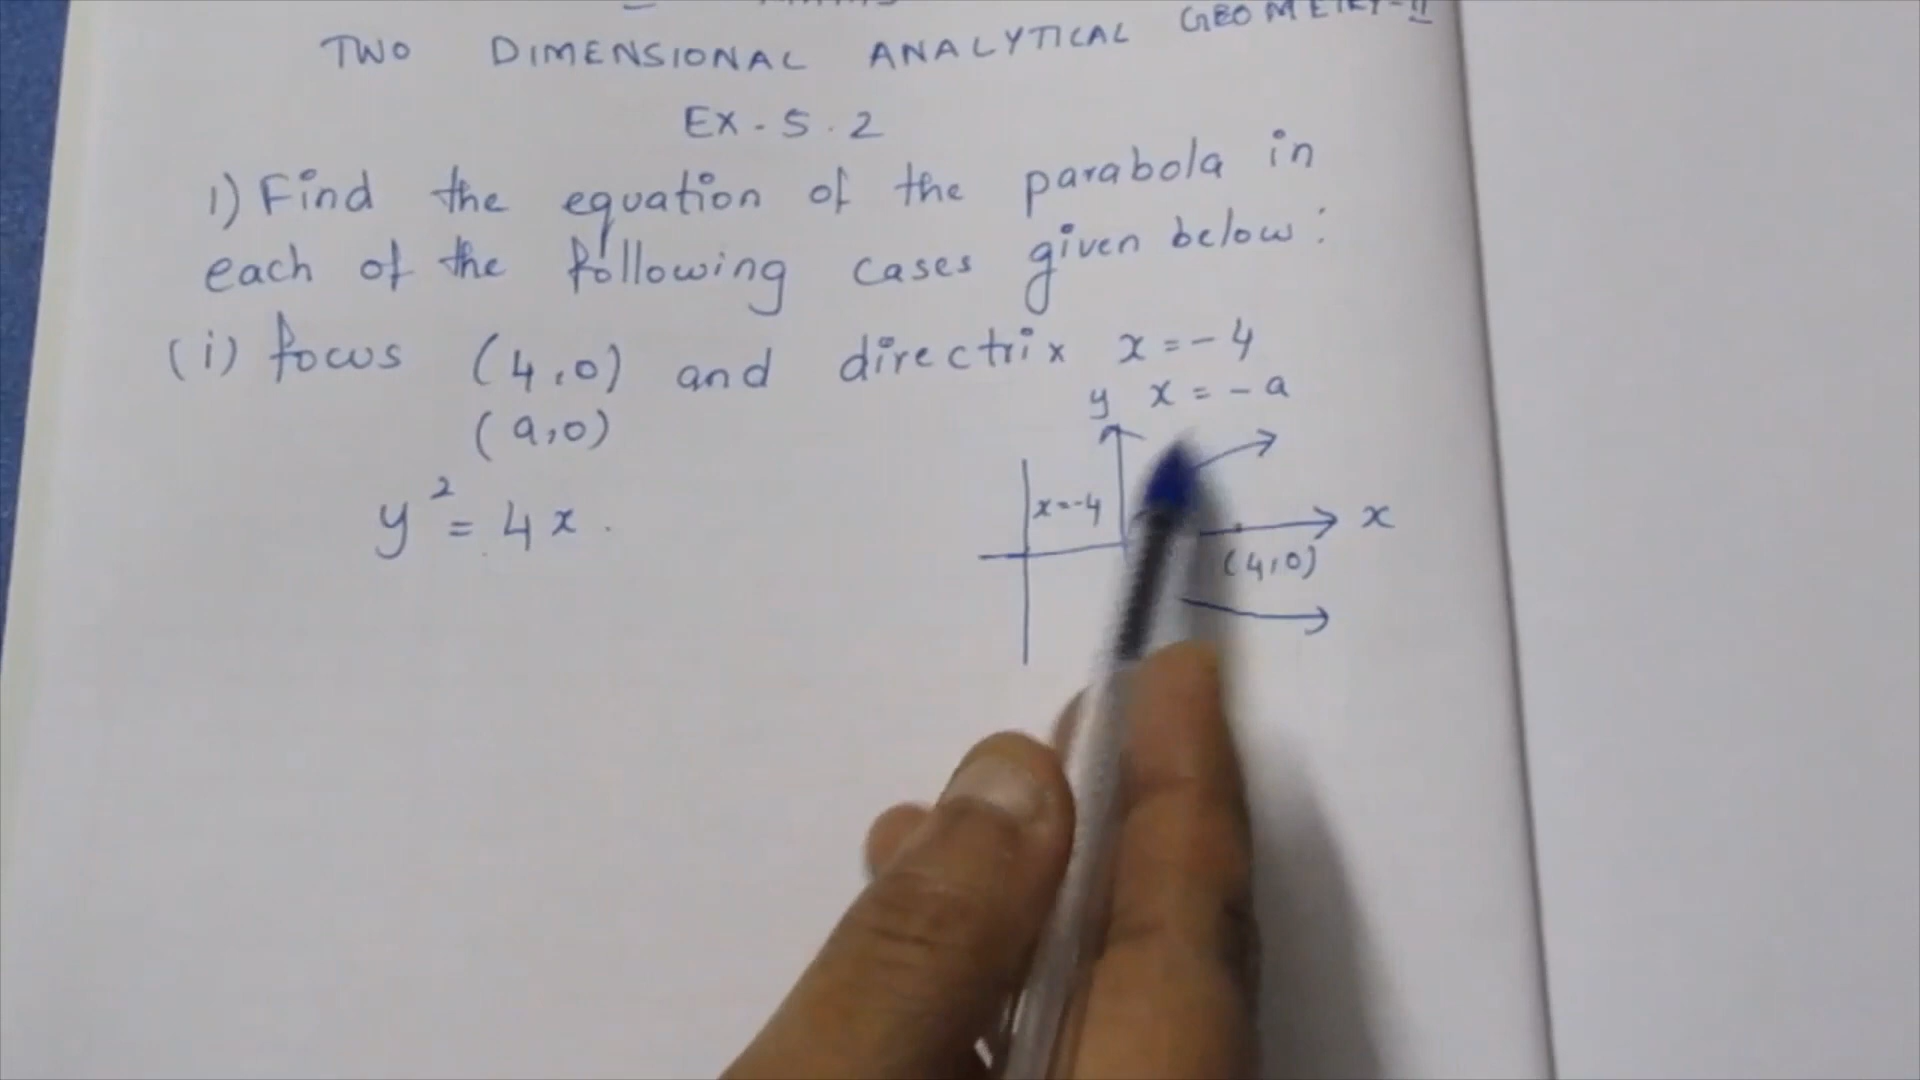 TWO DIMENSIONAL ANALYTICAL GEOMETRY-II
EX-5.2
1) Find the equation of the parabola in
each of the following cases given below:
(i) focus (4,0) and directrix x=-4
(a,0)
x=-a
y² = 4x.
y
x=-4
x
(4,0)